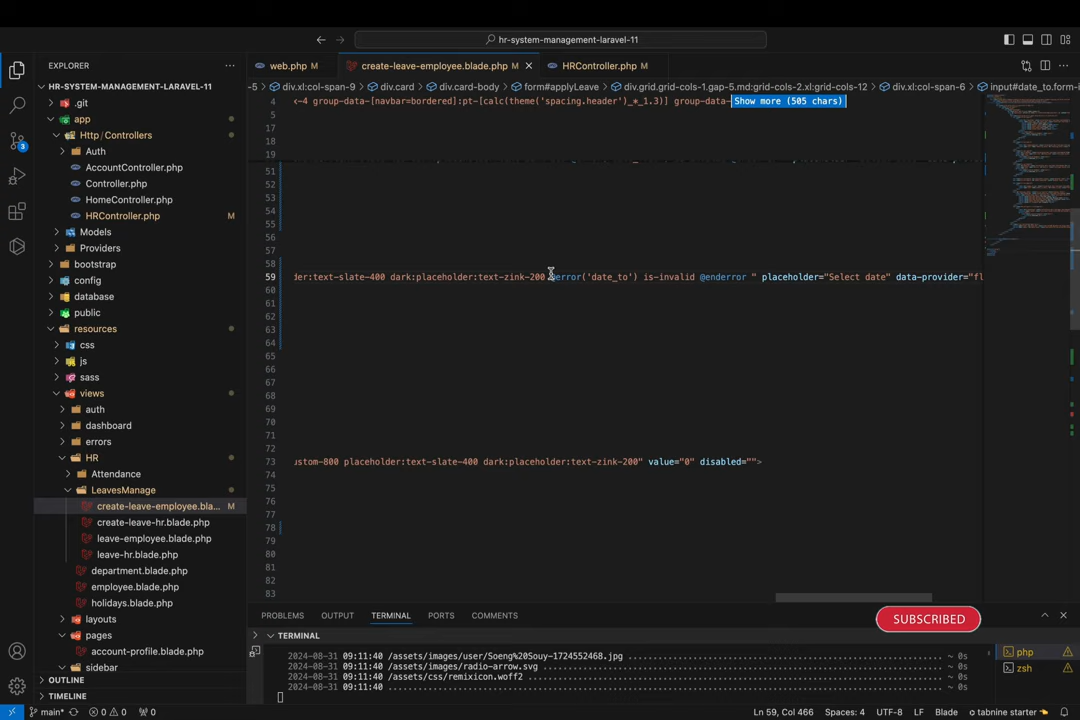 hr-system-management-laravel-11
EXPLORER
web.php M
create-leave-employee.blade.php M
HRController.php M
HR-SYSTEM-MANAGEMENT-LARAVEL-11
-5 div.xl:col-span-9 div.card div.card-body form#applyLeave div.grid.grid-cols-1.gap-5.md:grid-cols-2.xl:grid-cols-12 div.xl:col-span-6 input#date_to.form-i
4 <-4 group-data-[navbar=bordered]:pt-[calc(theme('spacing.header')_*_1.3)] group-data- Show more (505 chars)
5
17
18
19
51
52
53
54
55
56
57
58
59 der:text-slate-400 dark:placeholder:text-zink-200 @error('date_to') is-invalid @enderror " placeholder="Select date" data-provider="fl
60
61
62
63
64
65
66
67
68
69
70
71
72
73 ustom-800 placeholder:text-slate-400 dark:placeholder:text-zink-200" value="0" disabled="">
74
75
76
77
78
79
80
81
82
83
.git
app
Http/Controllers
Auth
AccountController.php
Controller.php
HomeController.php
HRController.php M
Models
Providers
bootstrap
config
database
public
resources
css
js
sass
views
auth
dashboard
errors
HR
Attendance
LeavesManage
create-leave-employee.bla... M
create-leave-hr.blade.php
leave-employee.blade.php
leave-hr.blade.php
department.blade.php
employee.blade.php
holidays.blade.php
layouts
pages
account-profile.blade.php
sidebar
OUTLINE
TIMELINE
3
PROBLEMS OUTPUT TERMINAL PORTS COMMENTS
SUBSCRIBED
TERMINAL
2024-08-31 09:11:40 /assets/images/user/Soeng%20Souy-1724552468.jpg ~ 0s
2024-08-31 09:11:40 /assets/images/radio-arrow.svg ~ 0s
2024-08-31 09:11:40 /assets/css/remixicon.woff2 ~ 0s
2024-08-31 09:11:40 ~ 0s
php
zsh
main* 0 0 0 Ln 59, Col 466 Spaces: 4 UTF-8 LF Blade tabnine starter